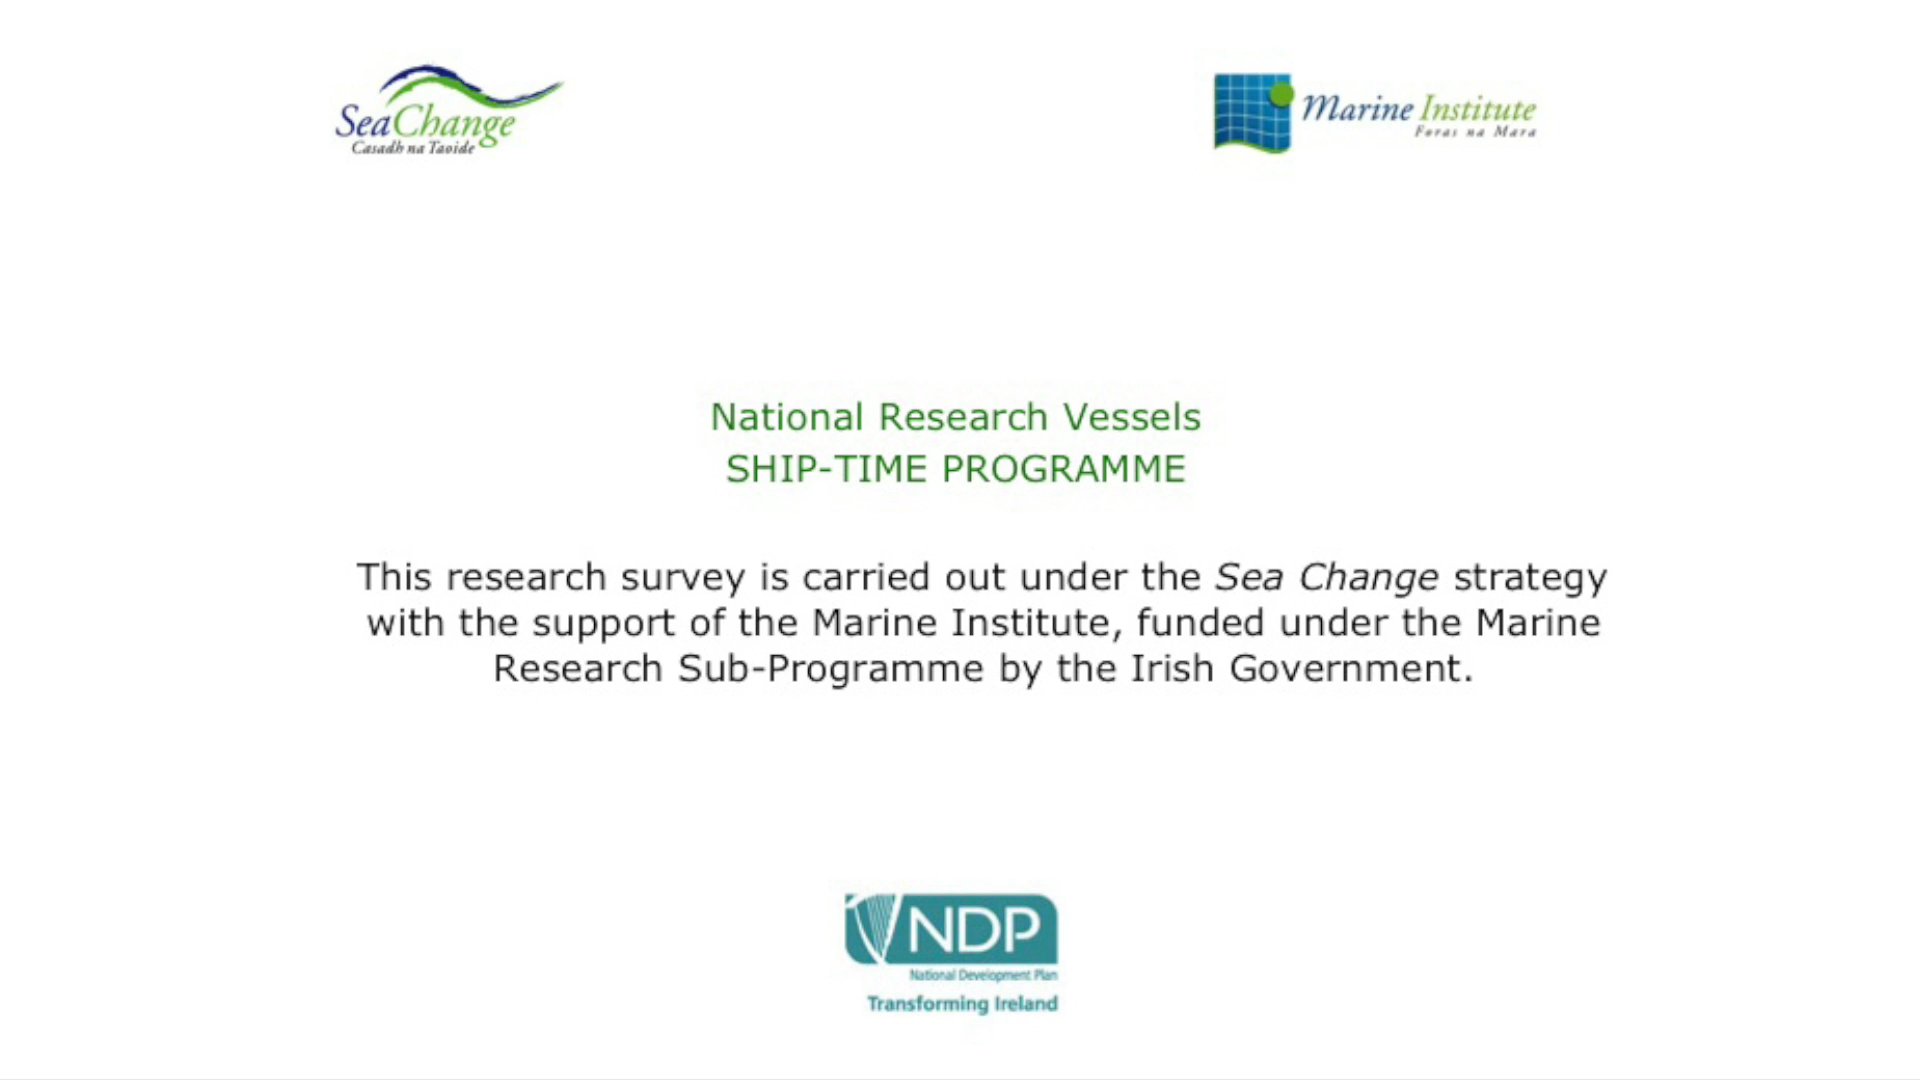 SeaChange
Casadh na Taoide
Marine Institute
Foras na Mara
National Research Vessels
SHIP-TIME PROGRAMME
This research survey is carried out under the Sea Change strategy
with the support of the Marine Institute, funded under the Marine
Research Sub-Programme by the Irish Government.
NDP
National Development Plan
Transforming Ireland